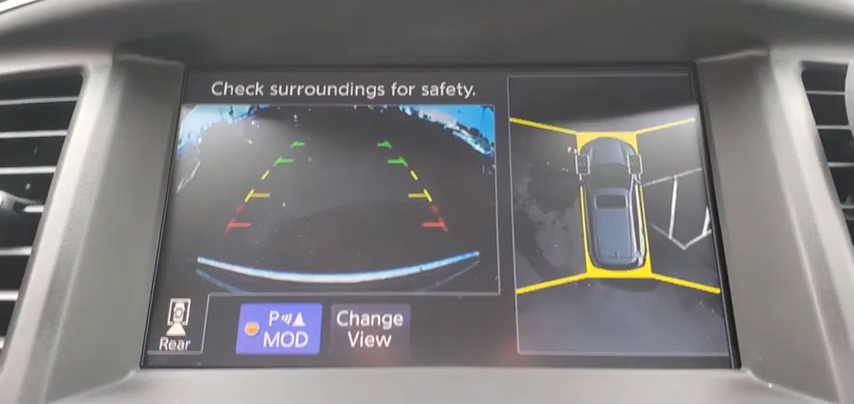 Check surroundings for safety.
Rear
P
MOD
Change
View